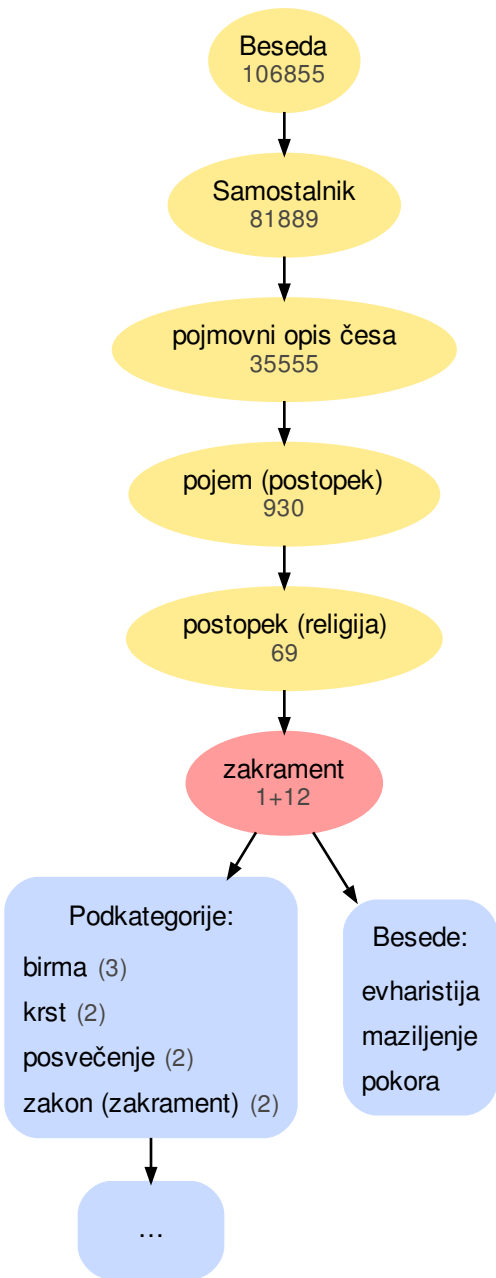 Beseda
106855
Samostalnik
81889
pojmovni opis česa
35555
pojem (postopek)
930
postopek (religija)
69
zakrament
1+12
Podkategorije:
birma (3)
krst (2)
posvečenje (2)
zakon (zakrament) (2)
Besede:
evharistija
maziljenje
pokora
...